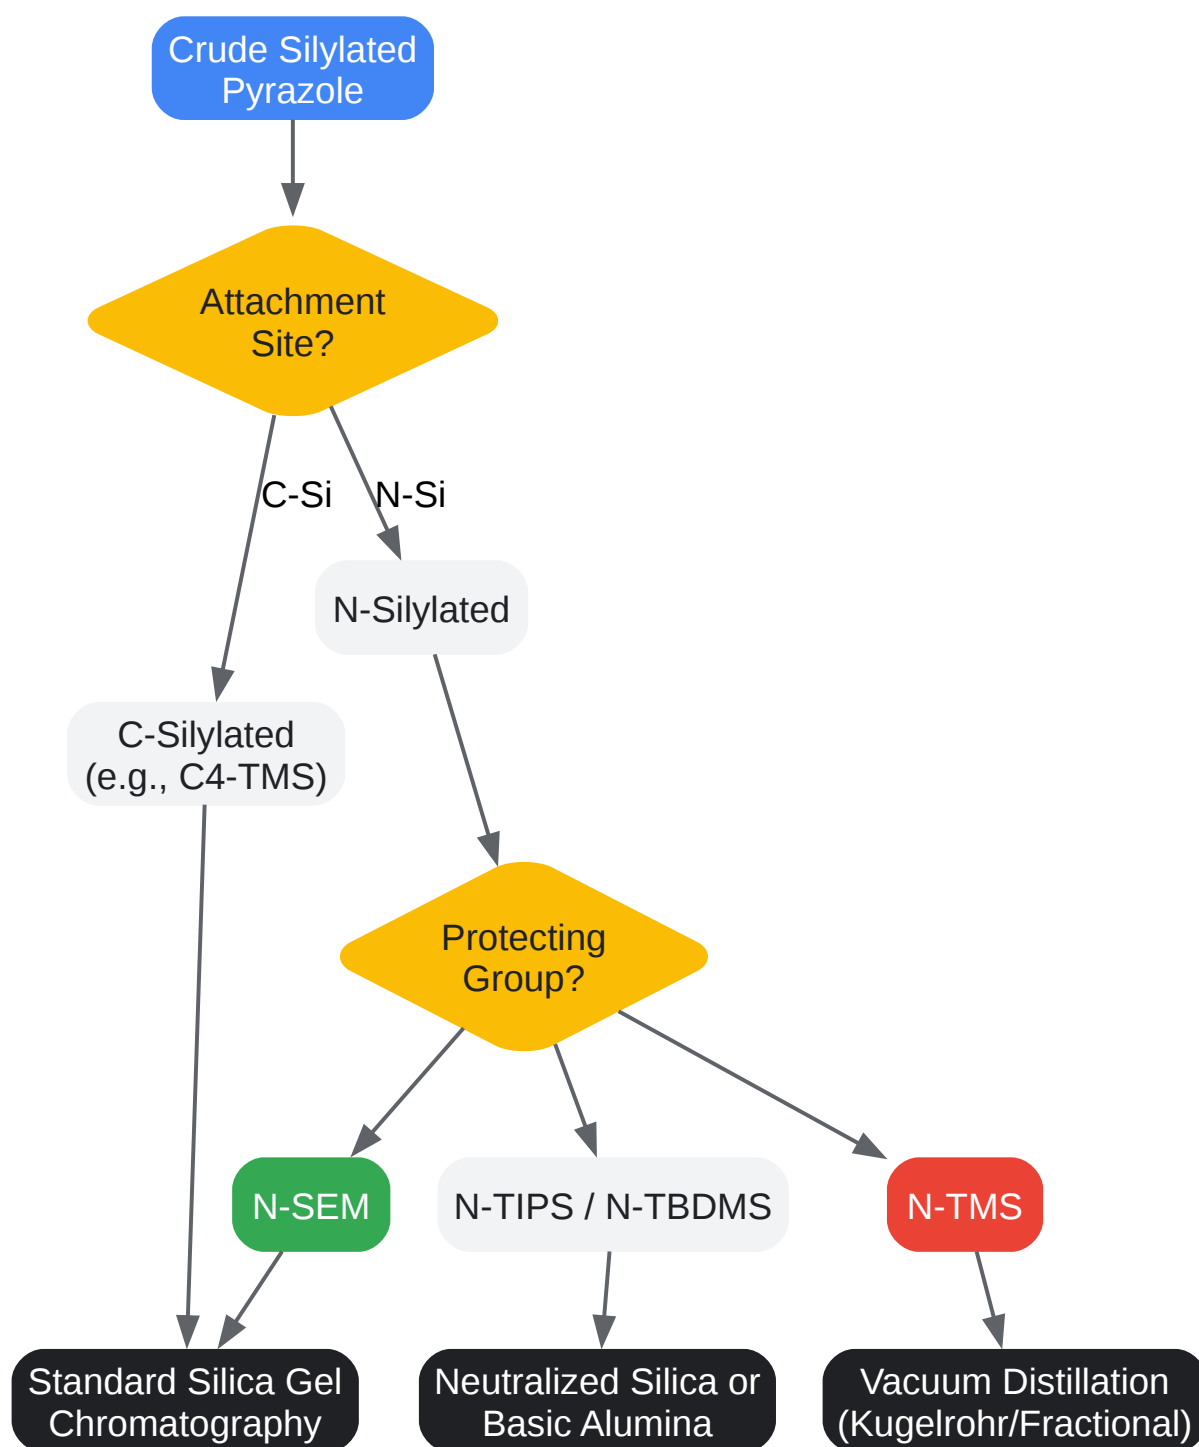 Crude Silylated
Pyrazole
Attachment
Site?
C-Si
N-Si
N-Silylated
C-Silylated
(e.g., C4-TMS)
Protecting
Group?
N-SEM
N-TIPS / N-TBDMS
N-TMS
Standard Silica Gel
Chromatography
Neutralized Silica or
Basic Alumina
Vacuum Distillation
(Kugelrohr/Fractional)